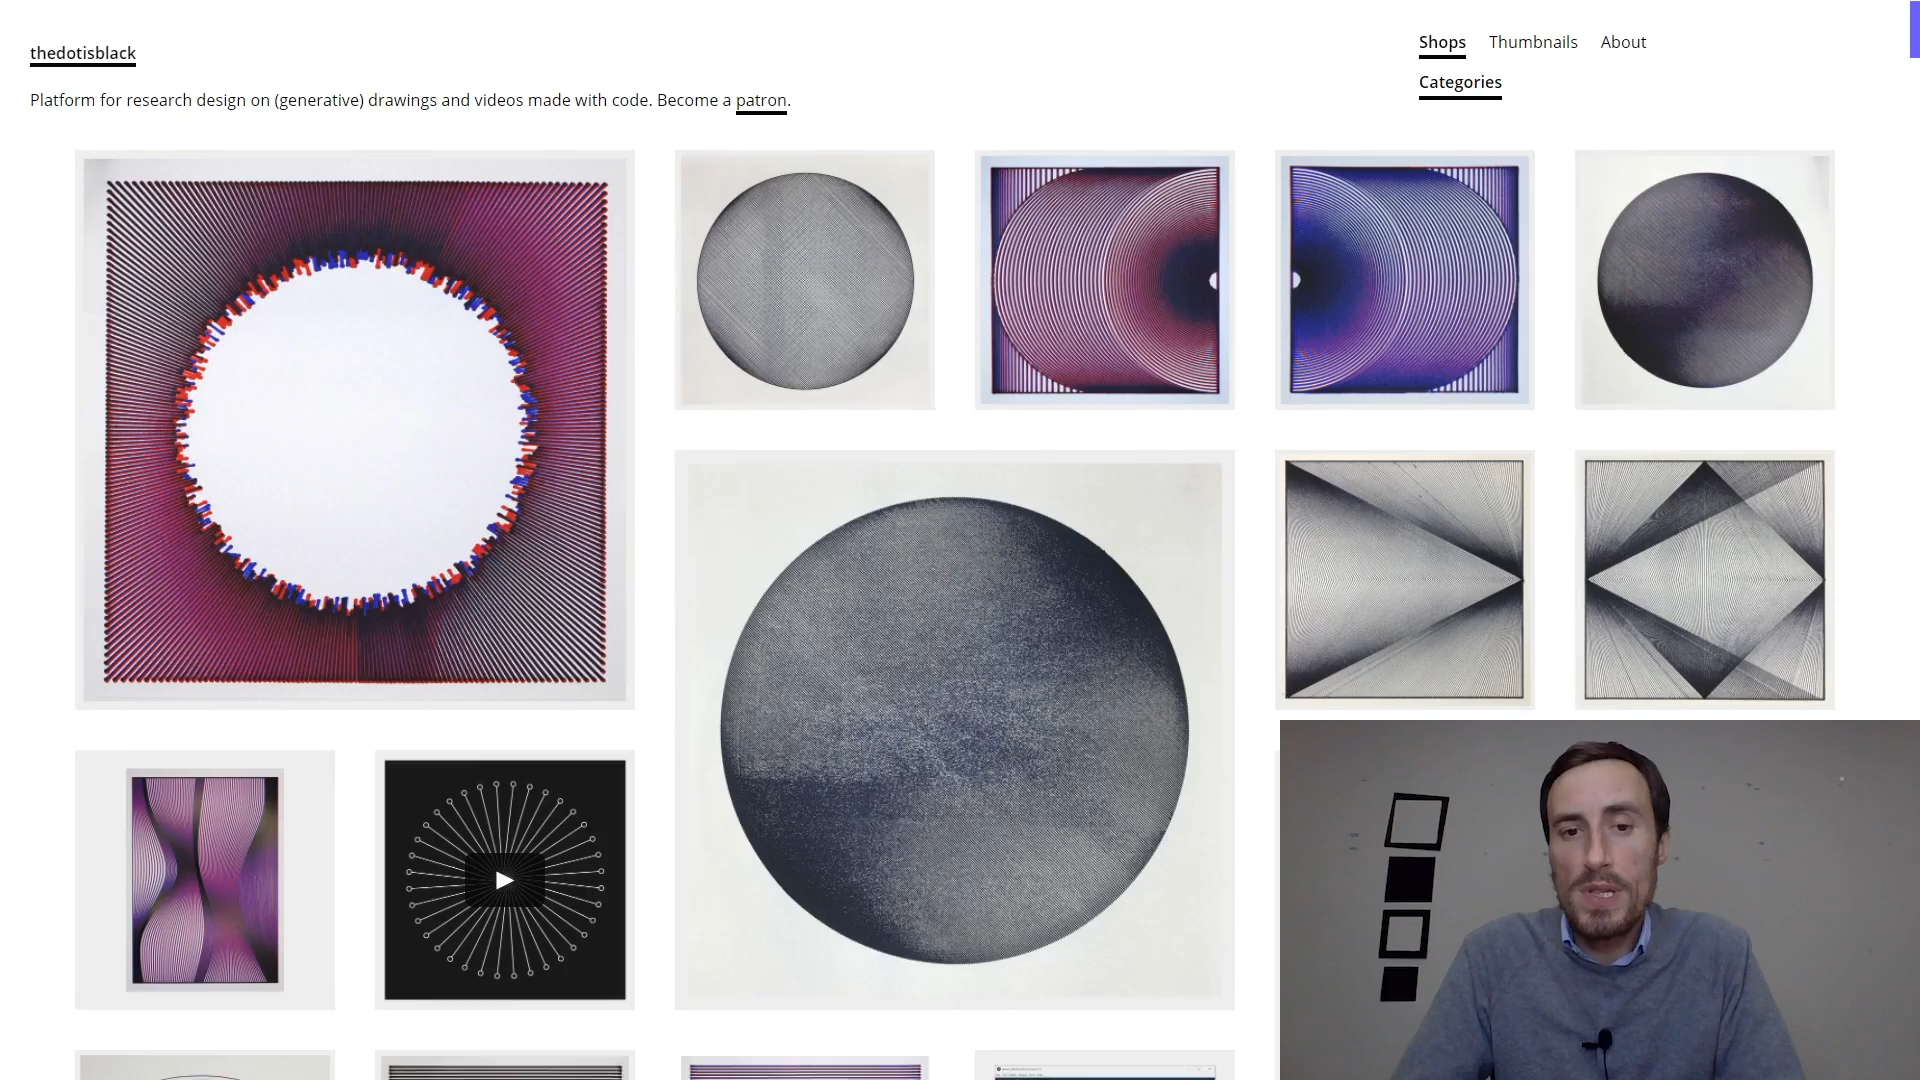 thedotisblack
Shops Thumbnails About
Categories
Platform for research design on (generative) drawings and videos made with code. Become a patron.